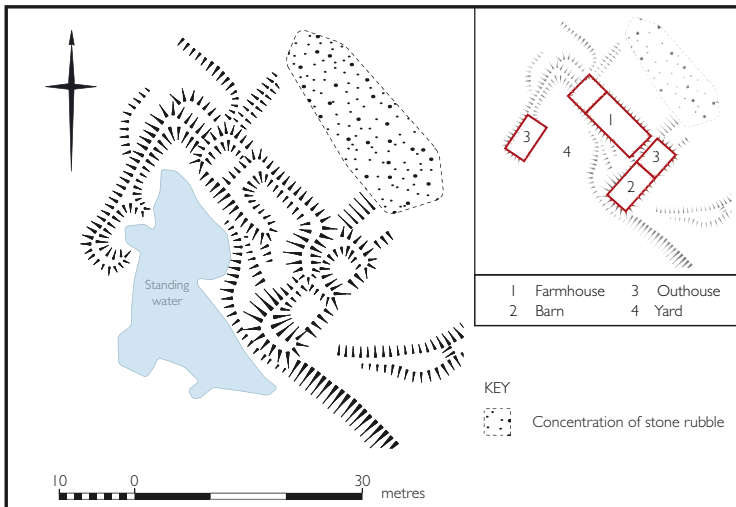 1
3
3
4
2
1 Farmhouse 3 Outhouse
2 Barn 4 Yard
Standing
water
KEY
Concentration of stone rubble
10 0 30
metres